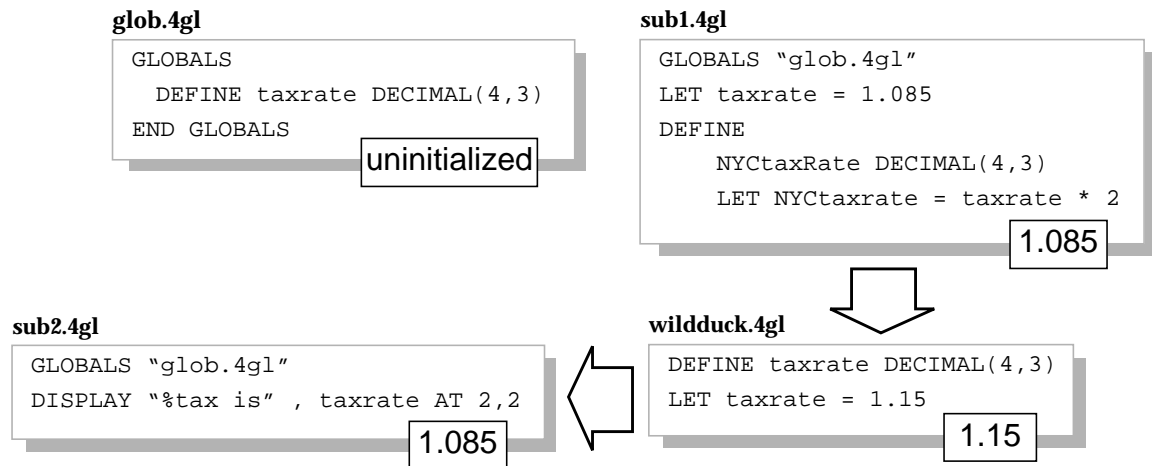 glob.4gl
GLOBALS
DEFINE taxrate DECIMAL(4,3)
END GLOBALS
uninitialized
sub1.4gl
GLOBALS “glob.4gl”
LET taxrate = 1.085
DEFINE
NYCtaxRate DECIMAL(4,3)
LET NYCtaxrate = taxrate * 2
1.085
sub2.4gl
GLOBALS “glob.4gl”
DISPLAY “%tax is” , taxrate AT 2,2
1.085
wildduck.4gl
DEFINE taxrate DECIMAL(4,3)
LET taxrate = 1.15
1.15